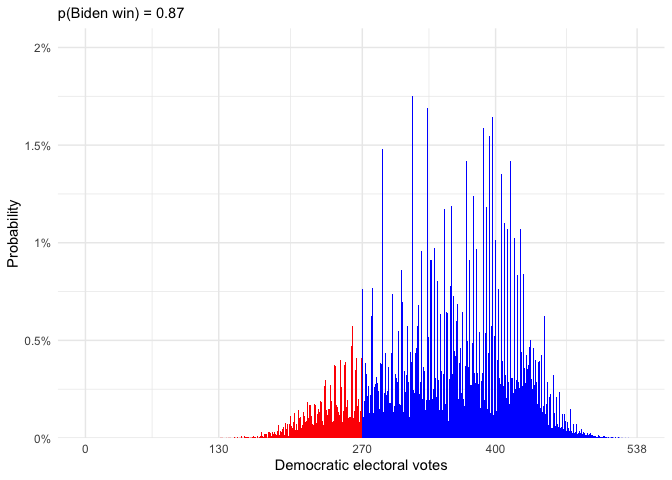 p(Biden win) = 0.87
2%
1.5%
Probability
1%
0.5%
0%
0 130 270 400 538
Democratic electoral votes